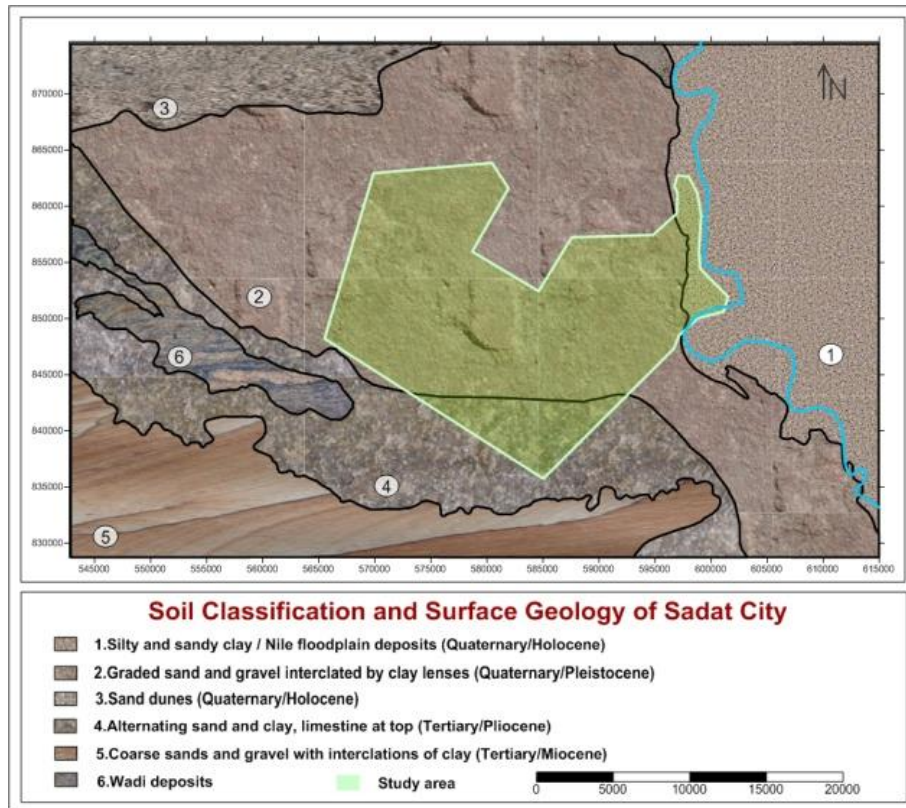 N
870000
3
865000
860000
855000
2
850000
6
1
845000
840000
4
835000
5
830000
545000 550000 555000 560000 565000 570000 575000 580000 585000 590000 595000 600000 605000 610000 615000
Soil Classification and Surface Geology of Sadat City
1.Silty and sandy clay / Nile floodplain deposits (Quaternary/Holocene)
2.Graded sand and gravel interclated by clay lenses (Quaternary/Pleistocene)
3.Sand dunes (Quaternary/Holocene)
4.Alternating sand and clay, limestine at top (Tertiary/Pliocene)
5.Coarse sands and gravel with interclations of clay (Tertiary/Miocene)
6.Wadi deposits
Study area
0 5000 10000 15000 20000